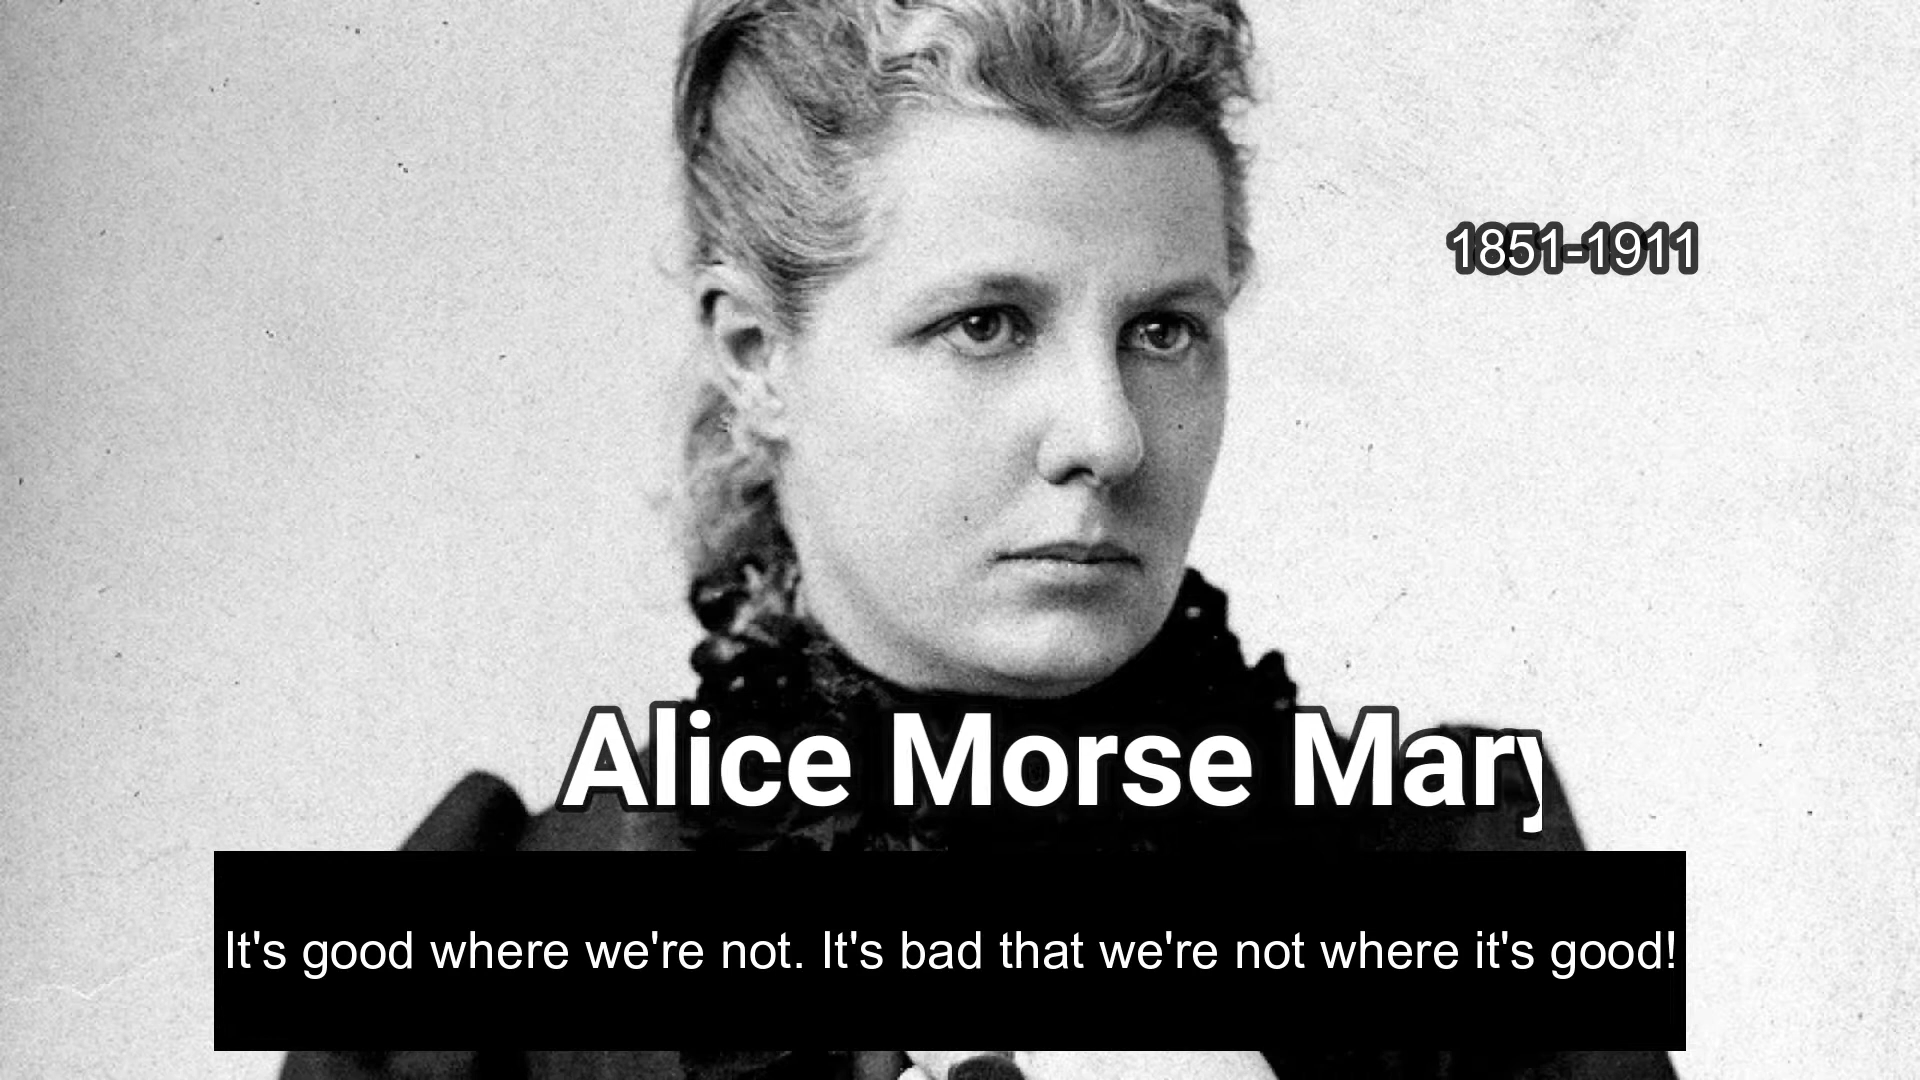 1851-1911
Alice Morse Mary
It's good where we're not. It's bad that we're not where it's good!